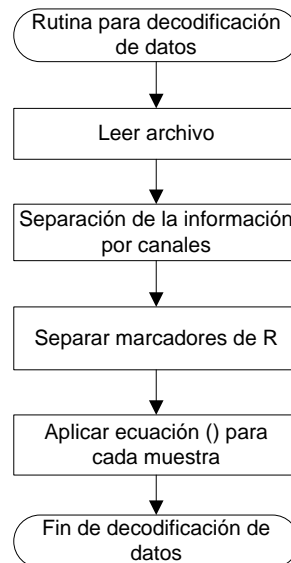 Rutina para decodificación
de datos
Leer archivo
Separación de la información
por canales
Separar marcadores de R
Aplicar ecuación () para
cada muestra
Fin de decodificación de
datos